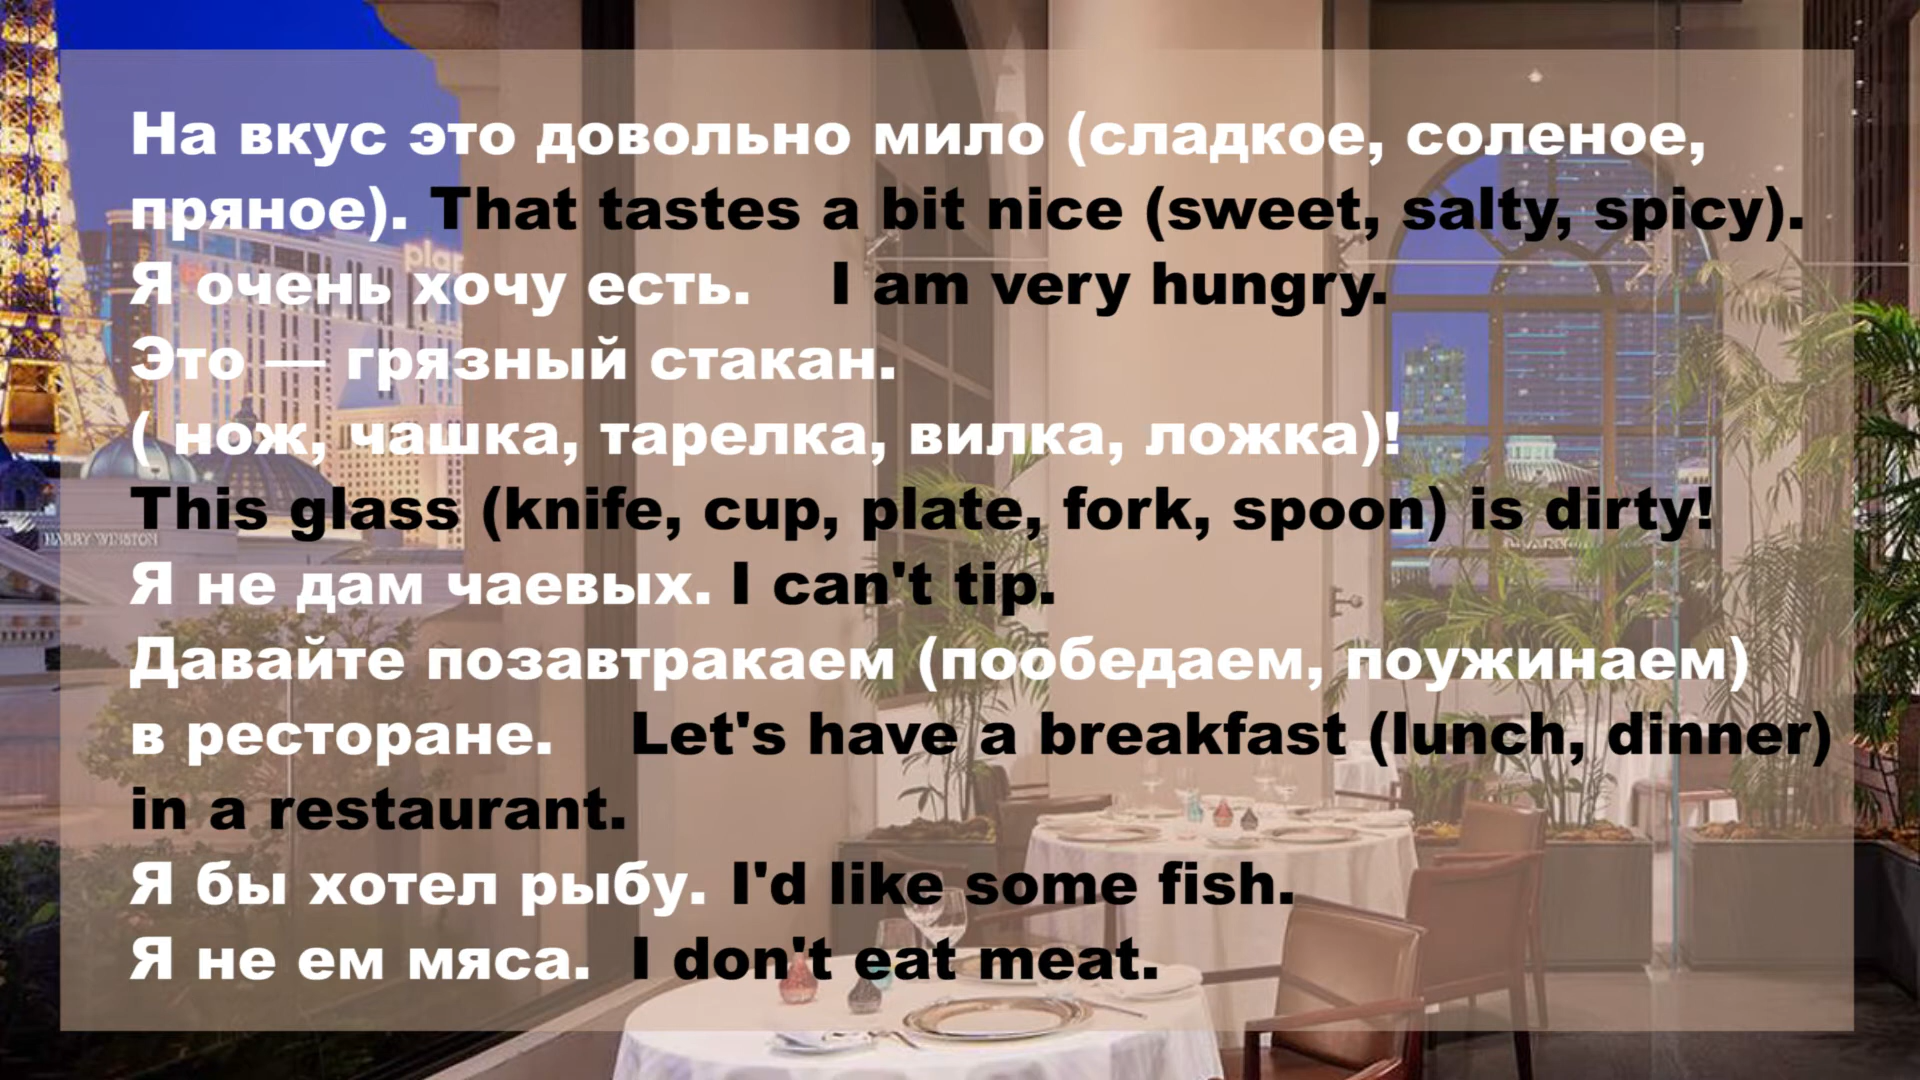 На вкус это довольно мило (сладкое, соленое,
пряное). That tastes a bit nice (sweet, salty, spicy).
Я очень хочу есть. I am very hungry.
Это — грязный стакан.
( нож, чашка, тарелка, вилка, ложка)!
This glass (knife, cup, plate, fork, spoon) is dirty!
Я не дам чаевых. I can't tip.
Давайте позавтракаем (пообедаем, поужинаем)
в ресторане. Let's have a breakfast (lunch, dinner)
in a restaurant.
Я бы хотел рыбу. I'd like some fish.
Я не ем мяса. I don't eat meat.
HARRY WINSTON